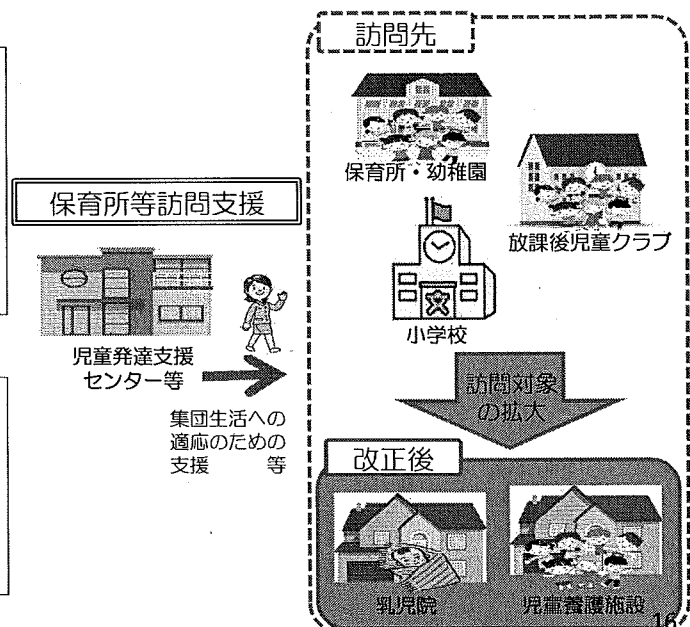 訪問先
保育所・幼稚園
放課後児童クラブ
小学校
保育所等訪問支援
児童発達支援
センター等
集団生活への
適応のための
支援 等
訪問対象
の拡大
改正後
乳児院
児童養護施設
16